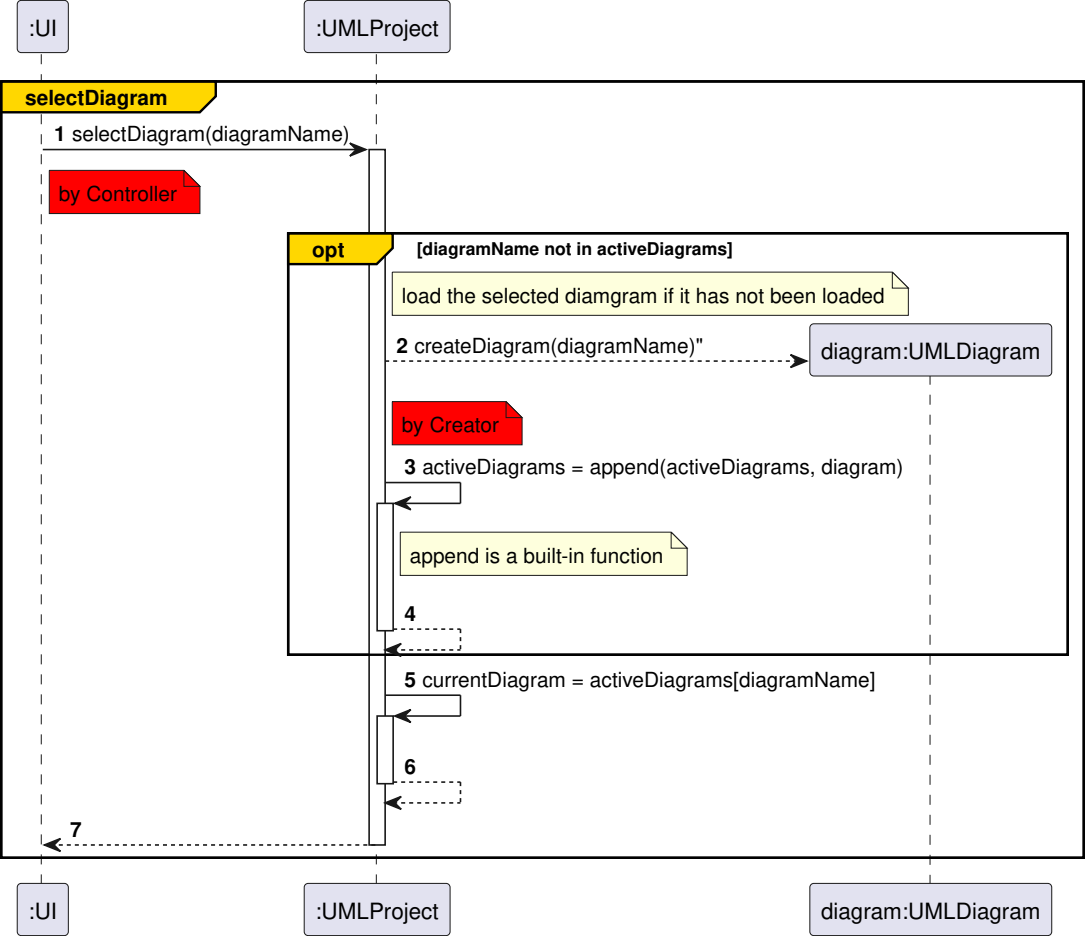 :UI
:UMLProject
selectDiagram
1 selectDiagram(diagramName)
by Controller
opt
[diagramName not in activeDiagrams]
load the selected diamgram if it has not been loaded
2 createDiagram(diagramName)"
diagram:UMLDiagram
by Creator
3 activeDiagrams = append(activeDiagrams, diagram)
append is a built-in function
4
5 currentDiagram = activeDiagrams[diagramName]
6
7
:UI
:UMLProject
diagram:UMLDiagram